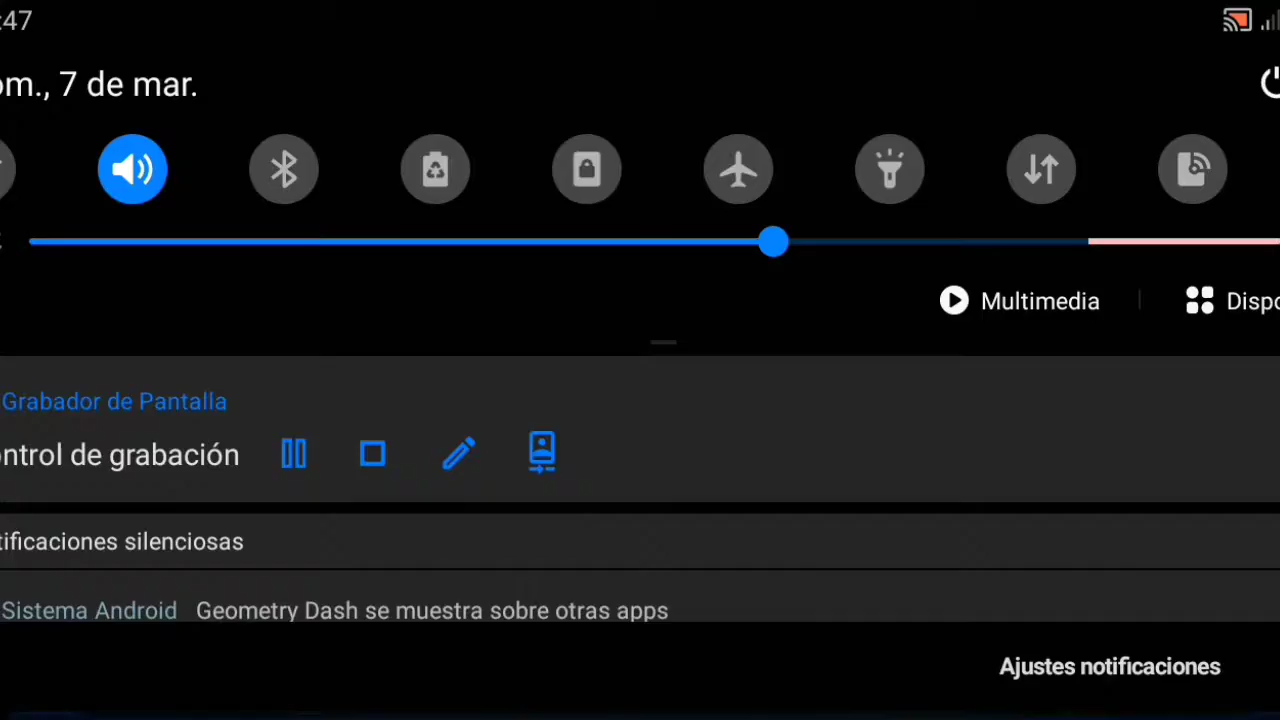 :47
om., 7 de mar.
Multimedia
Dispo
Grabador de Pantalla
ontrol de grabación
tificaciones silenciosas
Sistema Android Geometry Dash se muestra sobre otras apps
Ajustes notificaciones